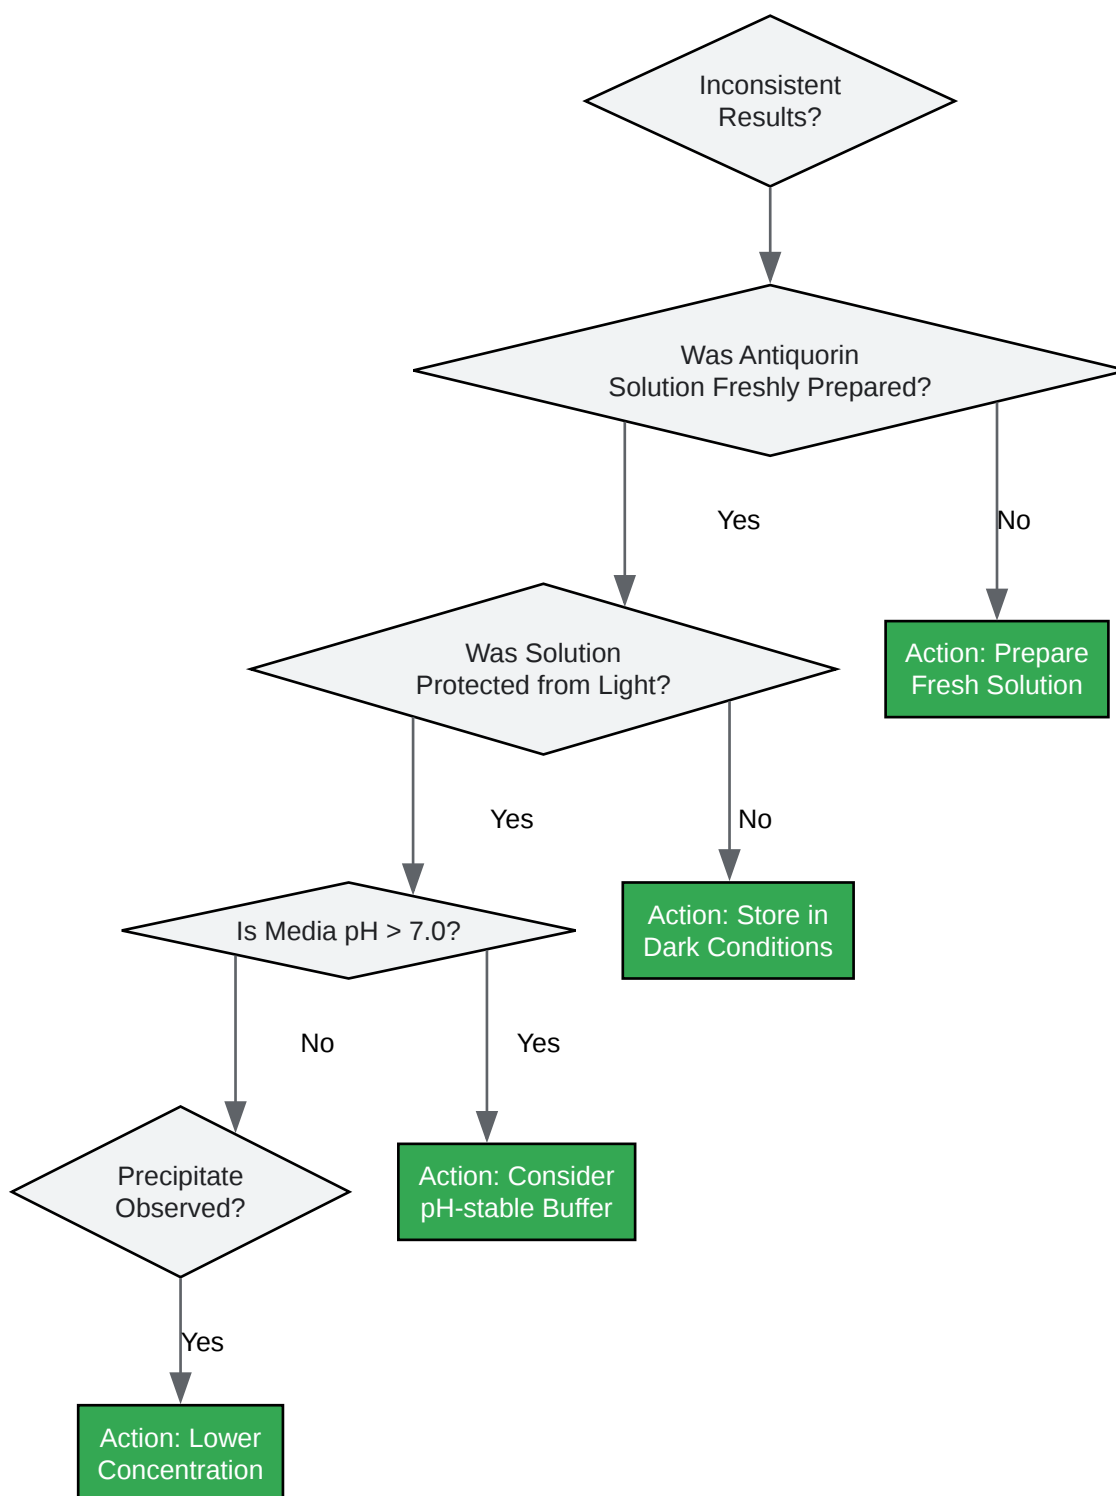 Inconsistent
Results?
Was Antiquorin
Solution Freshly Prepared?
Yes
No
Was Solution
Protected from Light?
Action: Prepare
Fresh Solution
Yes
No
Is Media pH > 7.0?
Action: Store in
Dark Conditions
No
Yes
Precipitate
Observed?
Action: Consider
pH-stable Buffer
Yes
Action: Lower
Concentration